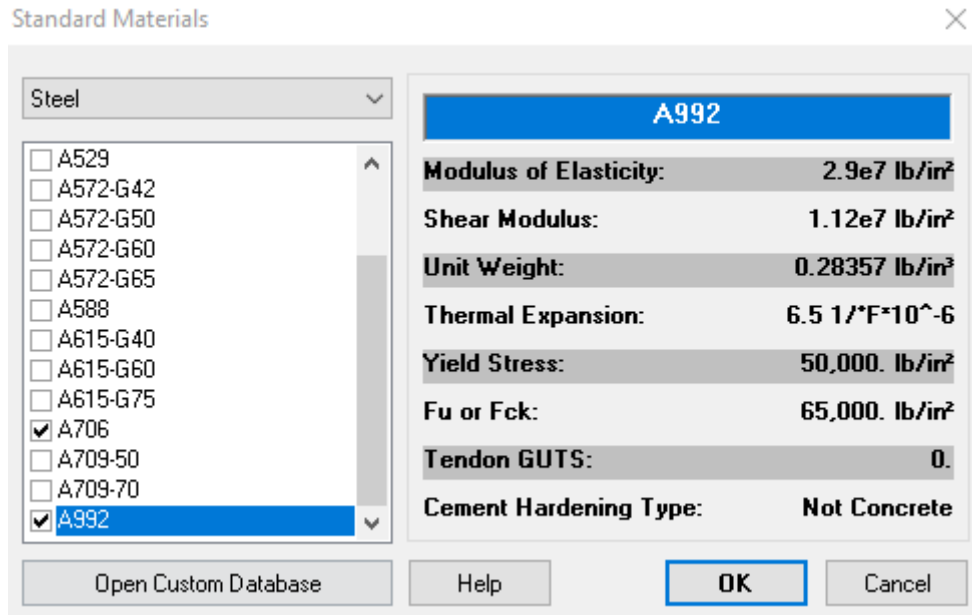 Standard Materials
Steel
A529
A572-G42
A572-G50
A572-G60
A572-G65
A588
A615-G40
A615-G60
A615-G75
A706
A709-50
A709-70
A992
Open Custom Database
A992
Modulus of Elasticity: 2.9e7 lb/in²
Shear Modulus: 1.12e7 lb/in²
Unit Weight: 0.28357 lb/in³
Thermal Expansion: 6.5 1/°F*10^-6
Yield Stress: 50,000. lb/in²
Fu or Fck: 65,000. lb/in²
Tendon GUTS: 0.
Cement Hardening Type: Not Concrete
Help
OK
Cancel